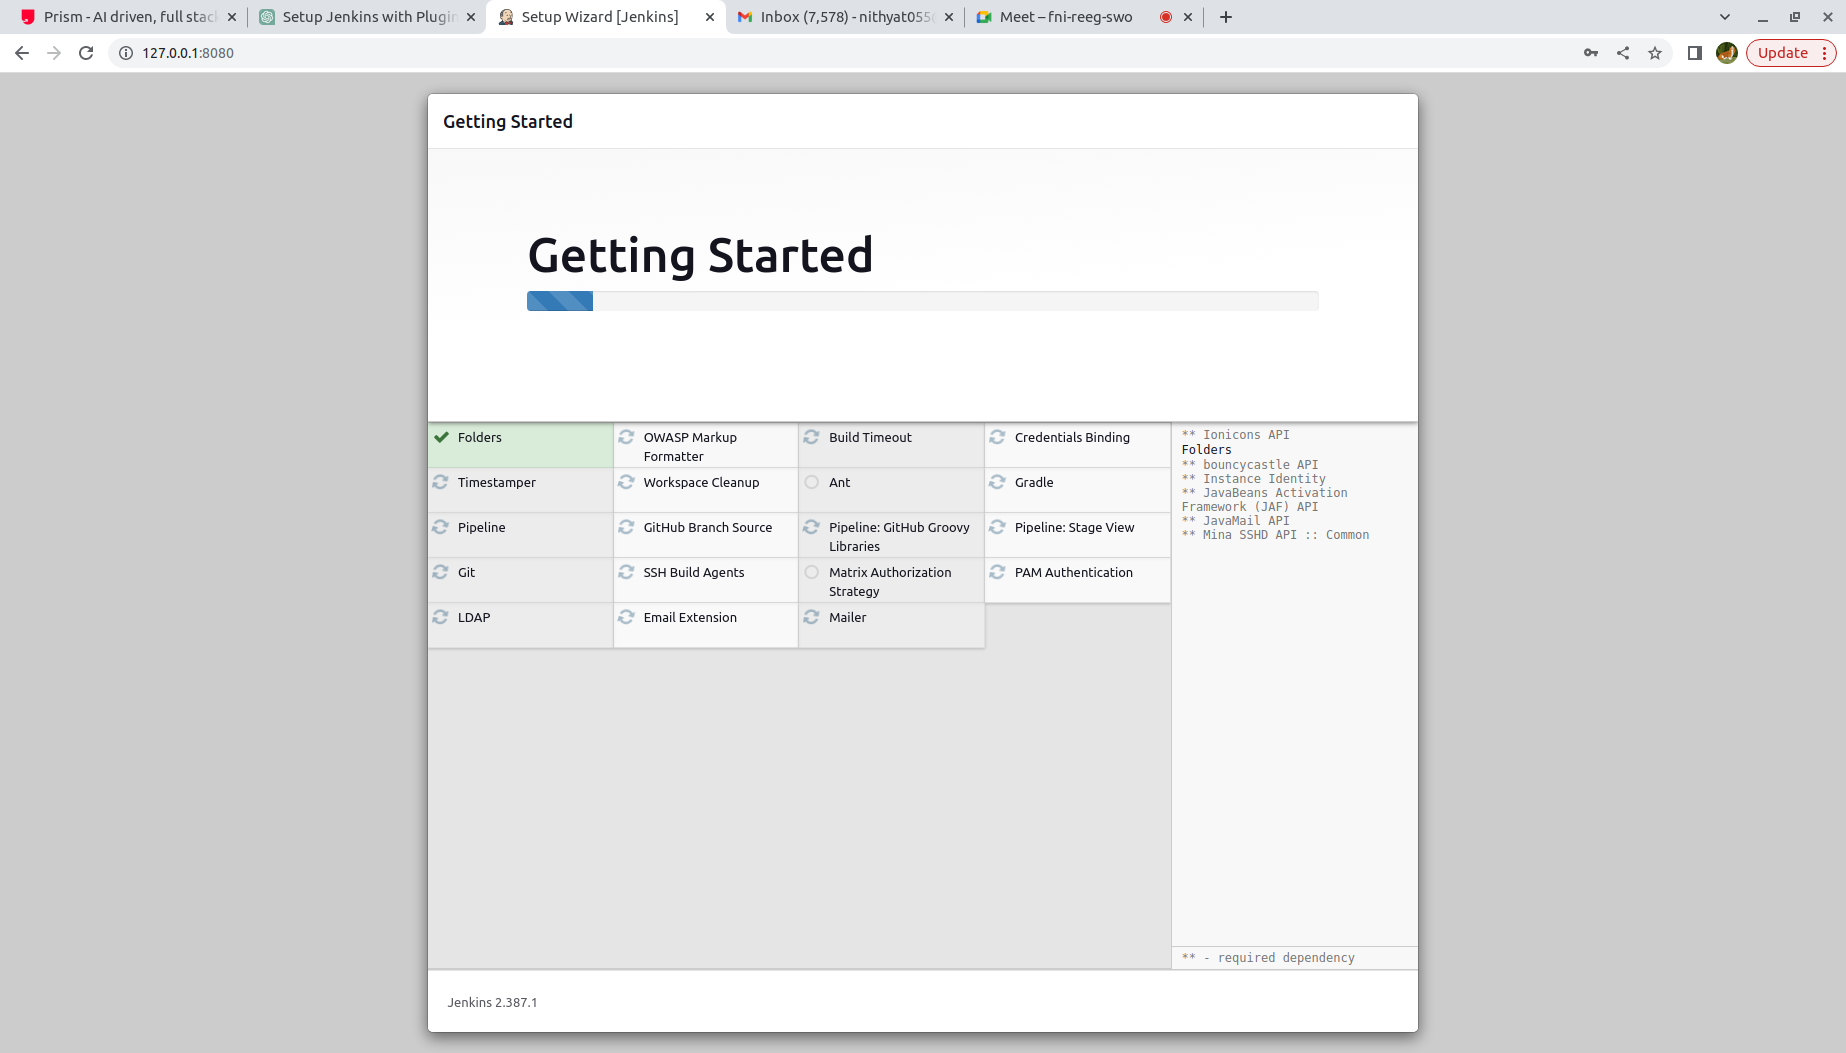 Prism - AI driven, full stac
Setup Jenkins with Plugin
Setup Wizard [Jenkins]
Inbox (7,578) - nithyat055
Meet – fni-reeg-swo
127.0.0.1:8080
Update
Getting Started
Getting Started
Folders
OWASP Markup
Formatter
Build Timeout
Credentials Binding
Timestamper
Workspace Cleanup
Ant
Gradle
Pipeline
GitHub Branch Source
Pipeline: GitHub Groovy
Libraries
Pipeline: Stage View
Git
SSH Build Agents
Matrix Authorization
Strategy
PAM Authentication
LDAP
Email Extension
Mailer
** Ionicons API
Folders
** bouncycastle API
** Instance Identity
** JavaBeans Activation
Framework (JAF) API
** JavaMail API
** Mina SSHD API :: Common
** - required dependency
Jenkins 2.387.1